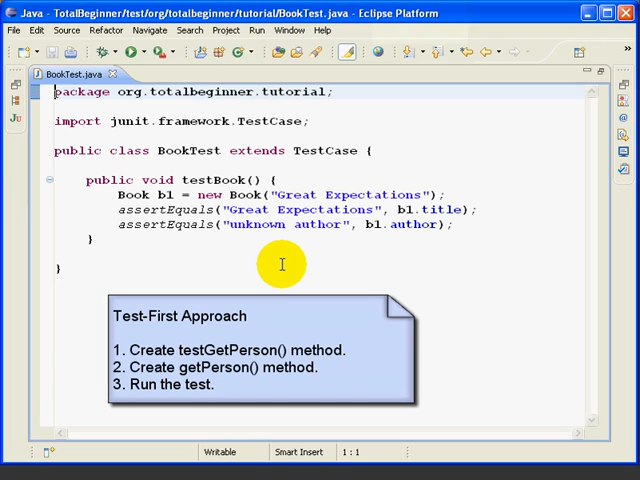 Java - TotalBeginner/test/org/totalbeginner/tutorial/BookTest.java - Eclipse Platform
File Edit Source Refactor Navigate Search Project Run Window Help
BookTest.java
package org.totalbeginner.tutorial;
import junit.framework.TestCase;
public class BookTest extends TestCase {
public void testBook() {
Book b1 = new Book("Great Expectations");
assertEquals("Great Expectations", b1.title);
assertEquals("unknown author", b1.author);
}
}
Test-First Approach
1. Create testGetPerson() method.
2. Create getPerson() method.
3. Run the test.
Writable Smart Insert 1 : 1